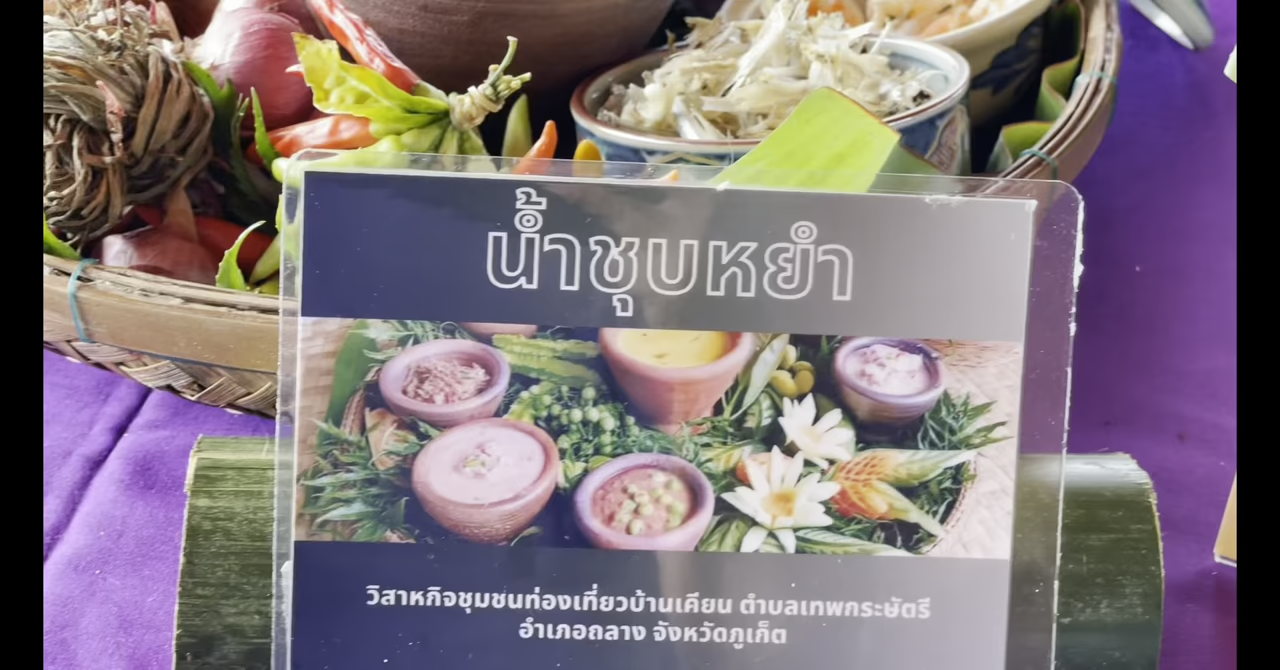 น้ำชุบหยำ
วิสาหกิจชุมชนท่องเที่ยวบ้านเคียน ตำบลเทพกระษัตรี
อำเภอถลาง จังหวัดภูเก็ต